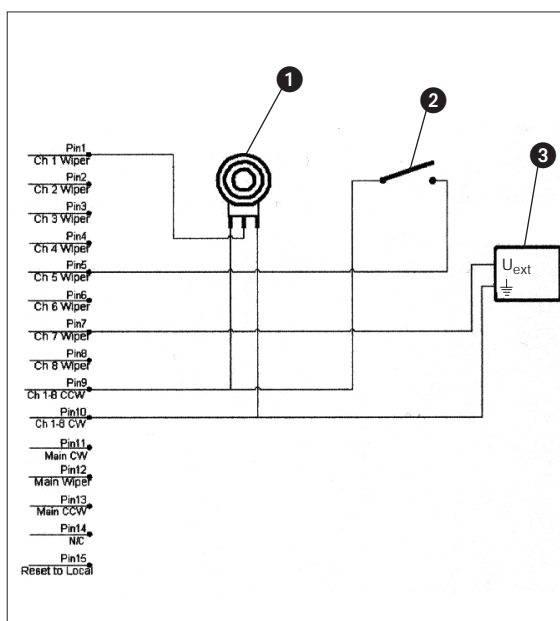 1
2
3
Pin1
Ch 1 Wiper
Pin2
Ch 2 Wiper
Pin3
Ch 3 Wiper
Pin4
Ch 4 Wiper
Pin5
Ch 5 Wiper
Pin6
Ch 6 Wiper
Pin7
Ch 7 Wiper
Pin8
Ch 8 Wiper
Pin9
Ch 1-8 CCW
Pin10
Ch 1-8 CW
Pin11
Main CW
Pin12
Main Wiper
Pin13
Main CCW
Pin14
N/C
Pin15
Reset to Local
Uext